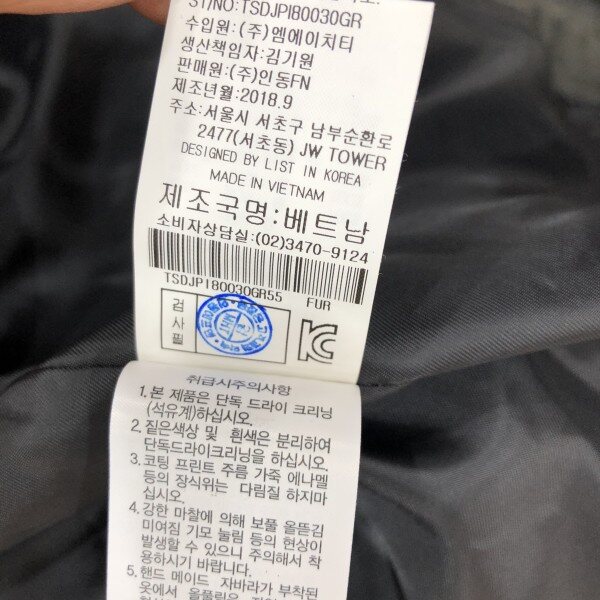 ST/NO:TSDJPI80030GR
수입원:(주)엠에이치티
생산책임자:김기원
판매원:(주)인동FN
제조년월:2018.9
주소:서울시 서초구 남부순환로
2477(서초동) JW TOWER
DESIGNED BY LIST IN KOREA
MADE IN VIETNAM
제조국명:베트남
소비자상담실:(02)3470-9124
TSDJPI80030GR55 FUR
검사필
취급시주의사항
1.본 제품은 단독 드라이 크리닝
(석유계)하십시오.
2.짙은색상 및 흰색은 분리하여
단독드라이크리닝을 하십시오.
3.코팅 프린트 주름 가죽 에나멜
등의 장식위는 다림질 하지마
십시오.
4.강한 마찰에 의해 보풀 올뜯김
미여짐 기모 눌림 등의 현상이
발생할 수 있으니 주의해서 착
용하시기 바랍니다.
5.핸드 메이드 자바라가 부착된
옷에서 올풀림은